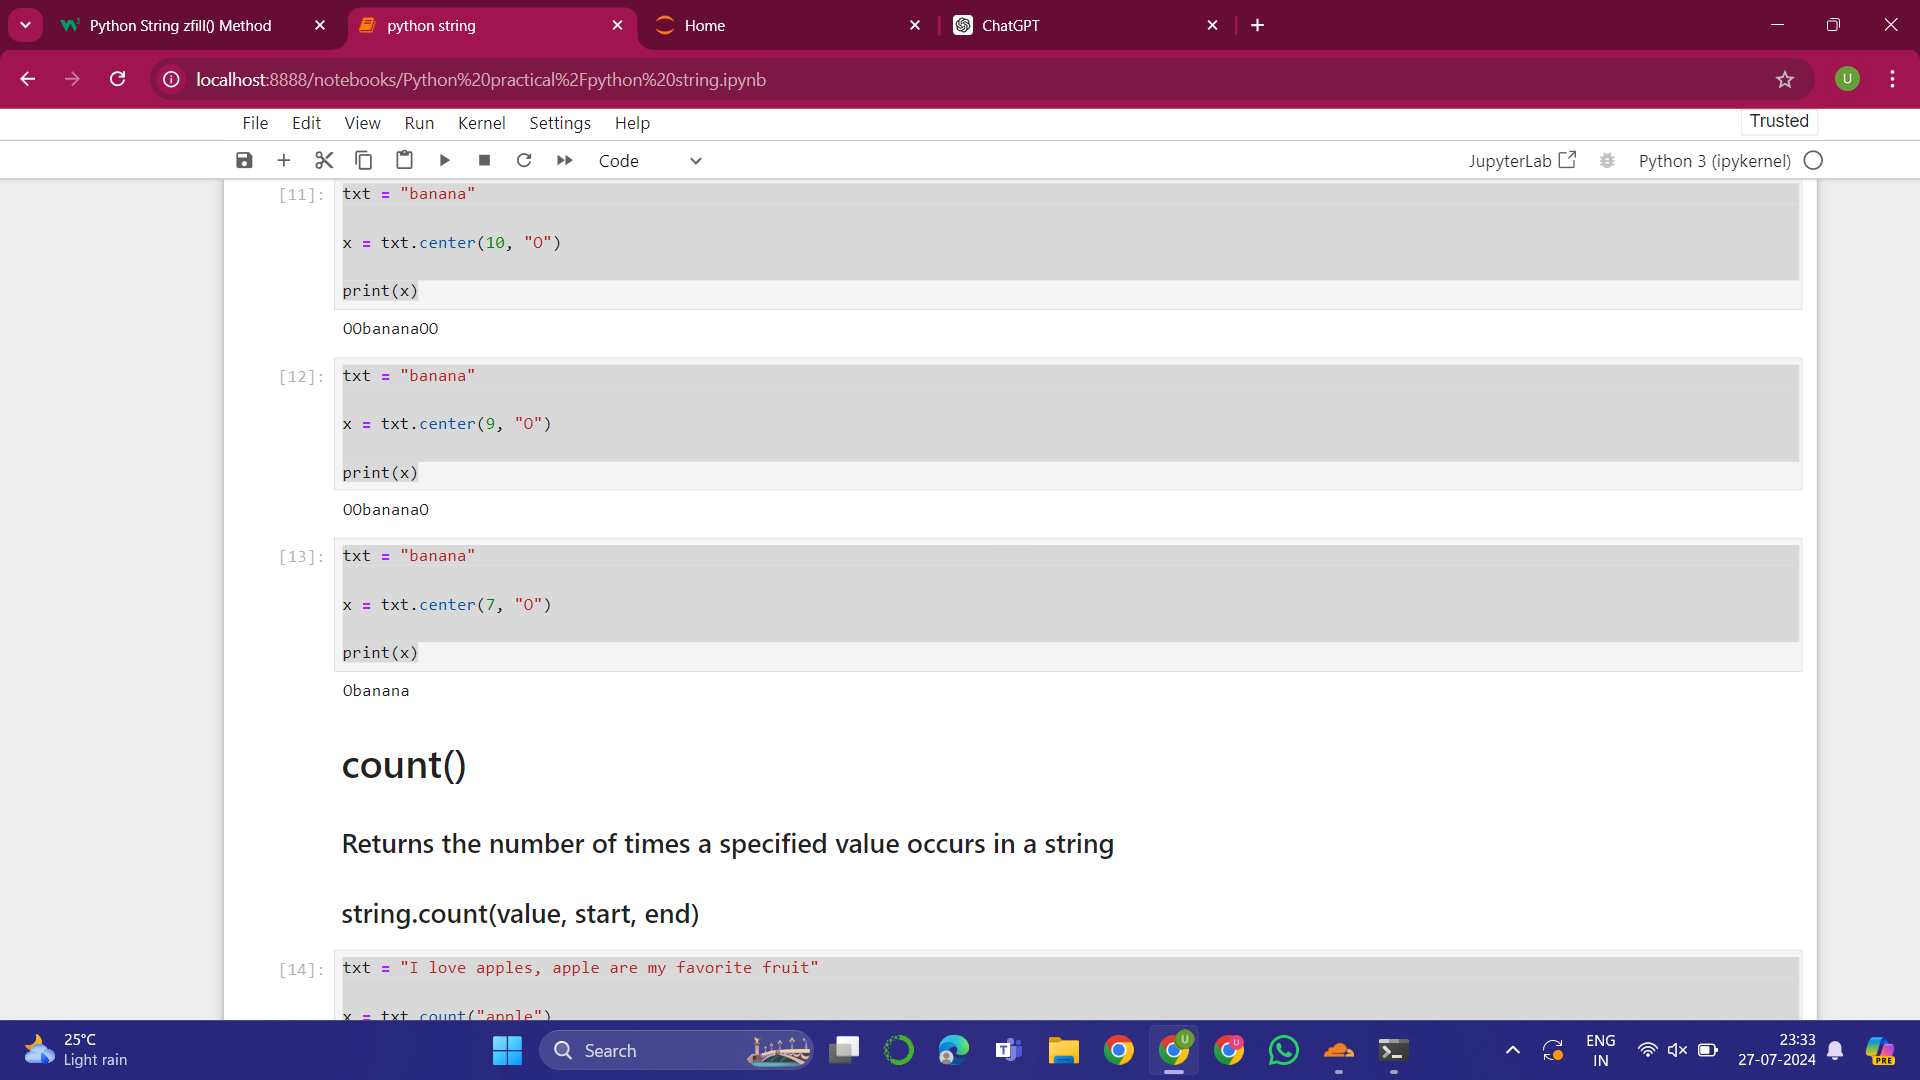 Python String zfill() Method
python string
Home
ChatGPT
localhost:8888/notebooks/Python%20practical%2Fpython%20string.ipynb
U
File Edit View Run Kernel Settings Help
Trusted
Code
JupyterLab
Python 3 (ipykernel)
[11]:
txt = "banana"
x = txt.center(10, "O")
print(x)
OObananaOO
[12]:
txt = "banana"
x = txt.center(9, "O")
print(x)
OObananaO
[13]:
txt = "banana"
x = txt.center(7, "O")
print(x)
Obanana
count()
Returns the number of times a specified value occurs in a string
string.count(value, start, end)
[14]:
txt = "I love apples, apple are my favorite fruit"
x = txt.count("apple")
25°C
Light rain
Search
ENG
IN
23:33
27-07-2024
PRE